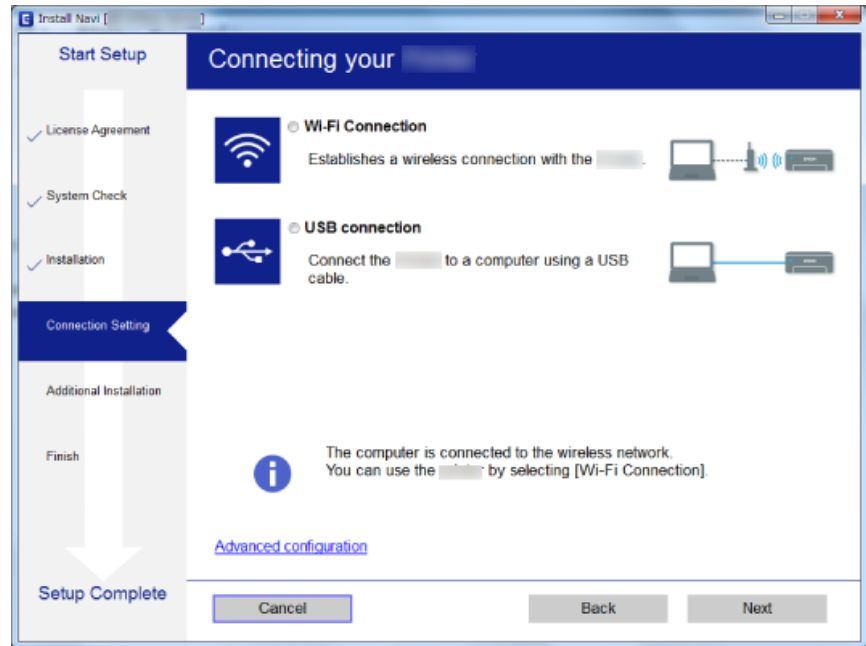 Install Navi [ ]
Start Setup
License Agreement
System Check
Installation
Connection Setting
Additional Installation
Finish
Setup Complete
Connecting your
Wi-Fi Connection
Establishes a wireless connection with the .
USB connection
Connect the to a computer using a USB
cable.
The computer is connected to the wireless network.
You can use the by selecting [Wi-Fi Connection].
Advanced configuration
Cancel
Back
Next